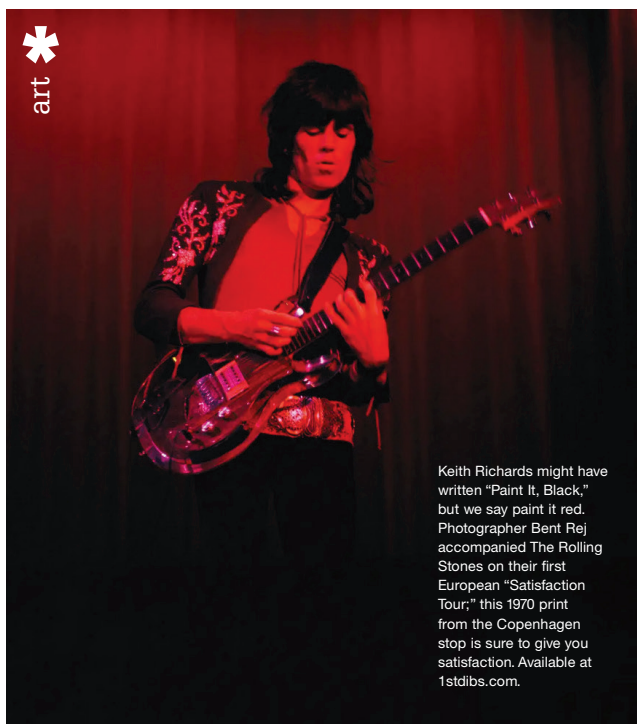 art
Keith Richards might have
written “Paint It, Black,”
but we say paint it red.
Photographer Bent Rej
accompanied The Rolling
Stones on their first
European “Satisfaction
Tour;” this 1970 print
from the Copenhagen
stop is sure to give you
satisfaction. Available at
1stdibs.com.